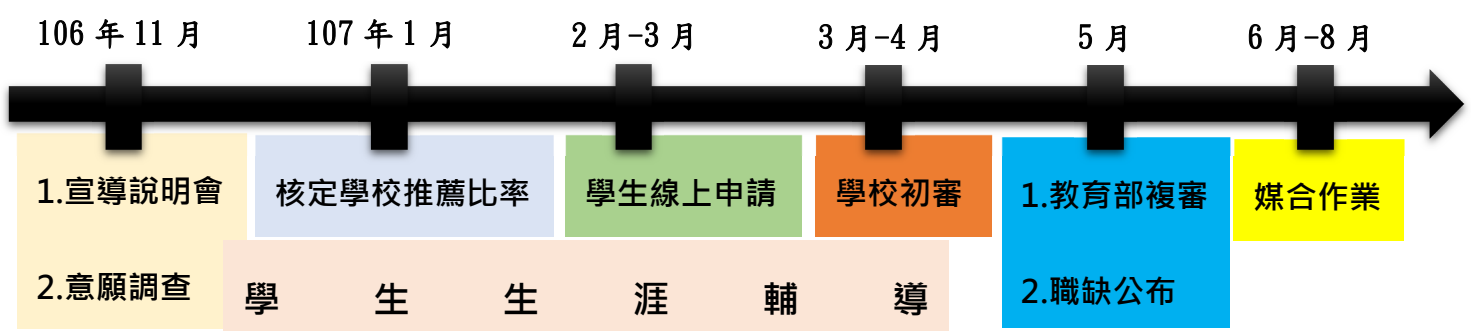 106 年 11 月
107 年 1 月
2 月-3 月
3 月-4 月
5 月
6 月-8 月
1.宣導說明會
核定學校推薦比率
學生線上申請
學校初審
1.教育部複審
媒合作業
2.意願調查
學 生 生 涯 輔 導
2.職缺公布